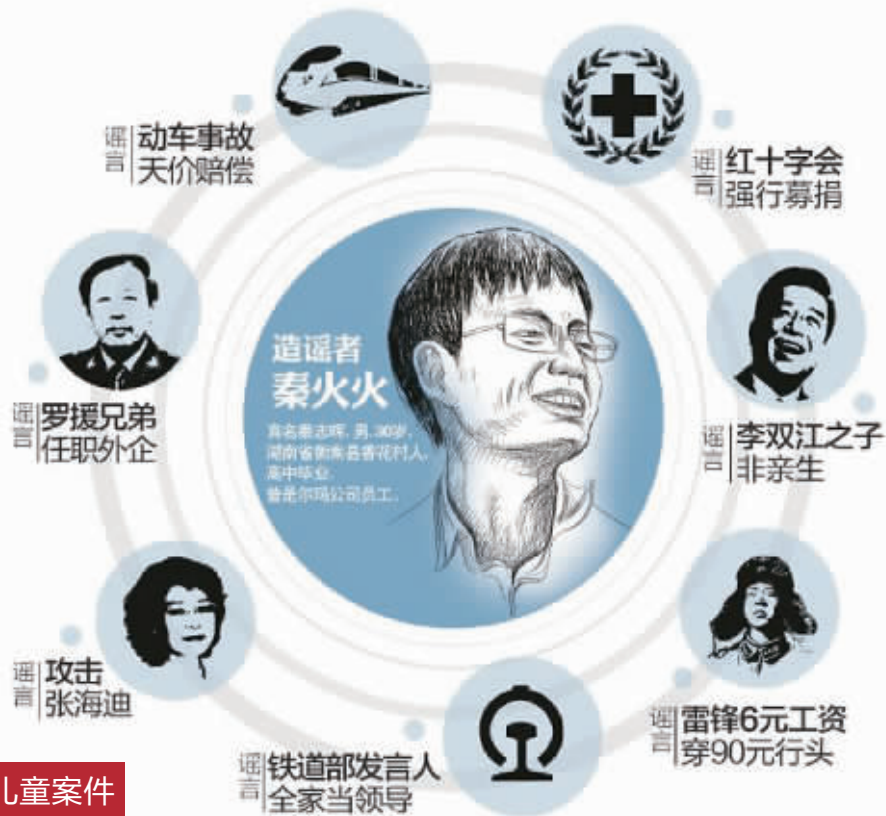 谣言
动车事故
天价赔偿
谣言
红十字会
强行募捐
造谣者
秦火火
真名秦志晖，男，30岁，
湖南省衡南县香花村人，
高中毕业，
曾是尔玛公司员工。
谣言
罗援兄弟
任职外企
谣言
李双江之子
非亲生
谣言
攻击
张海迪
谣言
雷锋6元工资
穿90元行头
谣言
铁道部发言人
全家当领导
儿童案件